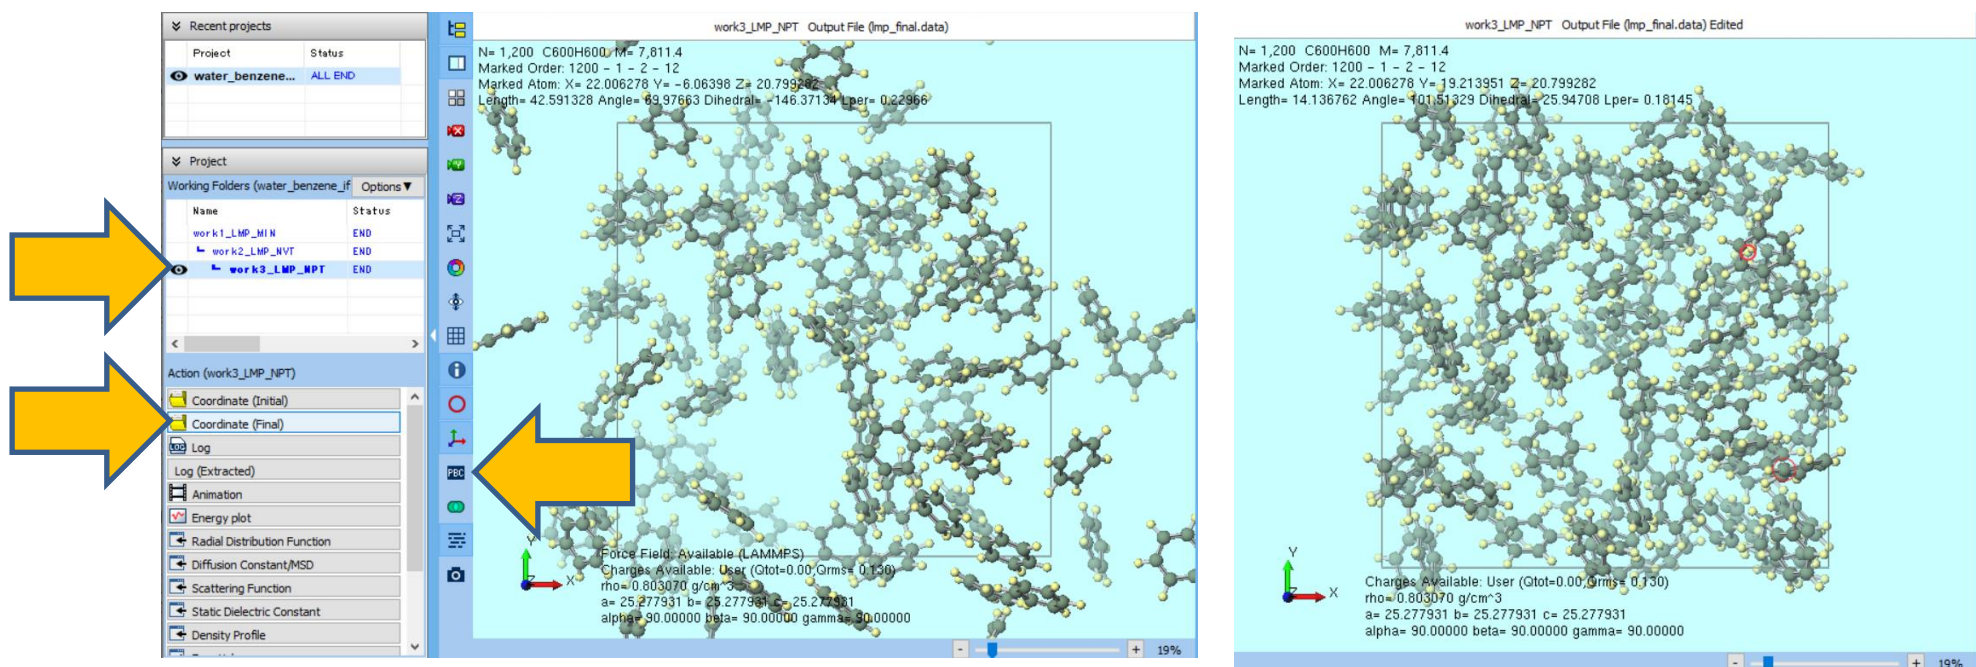 Recent projects
Project Status
water_benzene... ALL END
Project
Working Folders (water_benzene_if Options▼
Name Status
work1_LMP_MIN END
work2_LMP_NVT END
work3_LMP_NPT END
Action (work3_LMP_NPT)
Coordinate (Initial)
Coordinate (Final)
LOG Log
Log (Extracted)
Animation
Energy plot
Radial Distribution Function
Diffusion Constant/MSD
Scattering Function
Static Dielectric Constant
Density Profile
X
Y
Z
PBC
work3_LMP_NPT Output File (lmp_final.data)
N= 1,200 C600H600 M= 7,811.4
Marked Order: 1200 - 1 - 2 - 12
Marked Atom: X= 22.006278 Y= -6.06398 Z= 20.799282
Length= 42.591328 Angle= 69.97663 Dihedral= -146.37134 Lper= 0.22966
Y
Z X
Force Field: Available (LAMMPS)
Charges Available: User (Qtot=0.00,Qrms= 0.130)
rho= 0.803070 g/cm^3
a= 25.277931 b= 25.277931 c= 25.277931
alpha= 90.00000 beta= 90.00000 gamma= 90.00000
- + 19%
work3_LMP_NPT Output File (lmp_final.data) Edited
N= 1,200 C600H600 M= 7,811.4
Marked Order: 1200 - 1 - 2 - 12
Marked Atom: X= 22.006278 Y= 19.213951 Z= 20.799282
Length= 14.136762 Angle= 101.51329 Dihedral= 25.94708 Lper= 0.18145
Y
Z X
Charges Available: User (Qtot=0.00,Qrms= 0.130)
rho= 0.803070 g/cm^3
a= 25.277931 b= 25.277931 c= 25.277931
alpha= 90.00000 beta= 90.00000 gamma= 90.00000
- + 19%